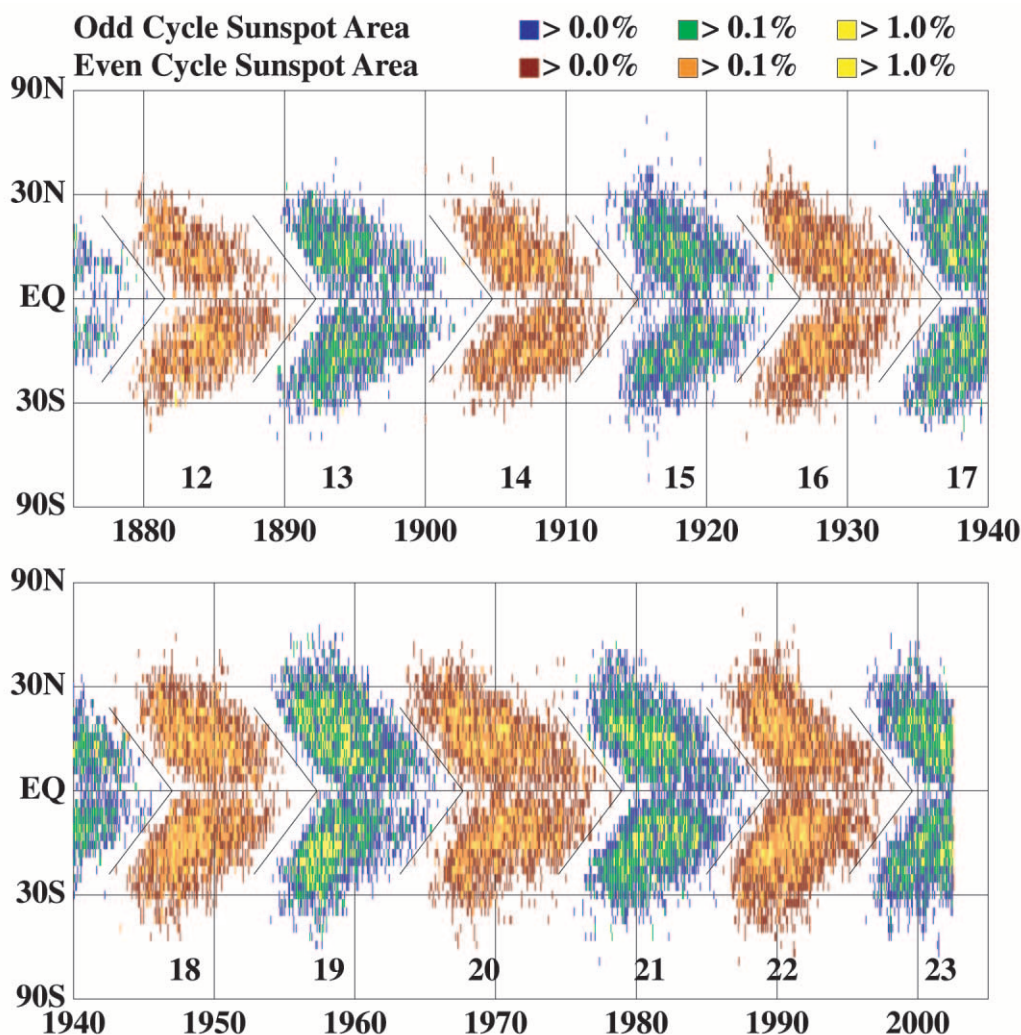 Odd Cycle Sunspot Area > 0.0% > 0.1% > 1.0%
Even Cycle Sunspot Area > 0.0% > 0.1% > 1.0%
90N
30N
EQ
30S
12 13 14 15 16 17
90S
1880 1890 1900 1910 1920 1930 1940
90N
30N
EQ
30S
18 19 20 21 22 23
90S
1940 1950 1960 1970 1980 1990 2000